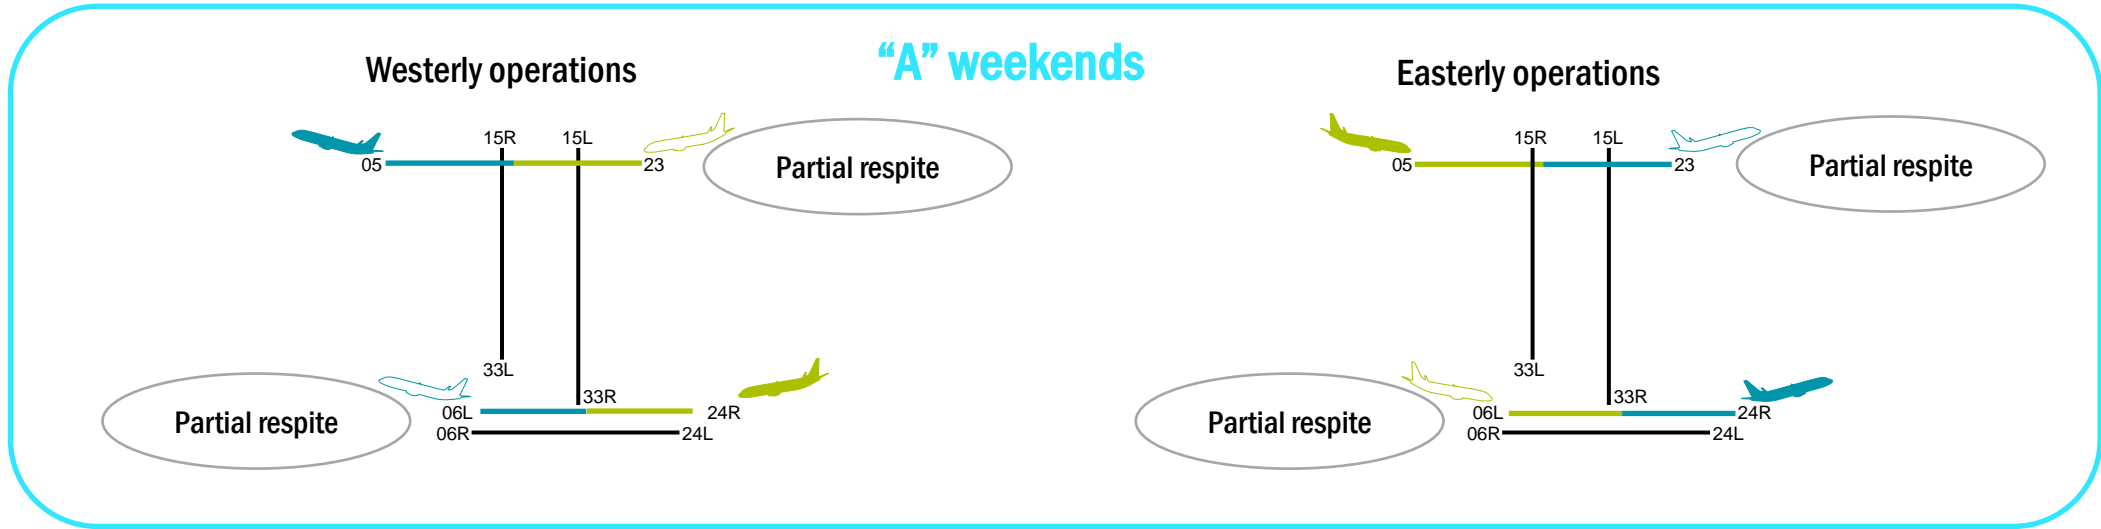 “A” weekends
Westerly operations
15R
15L
05
23
Partial respite
33L
33R
Partial respite
06L
24R
06R
24L
Easterly operations
15R
15L
05
23
Partial respite
33L
33R
Partial respite
06L
24R
06R
24L